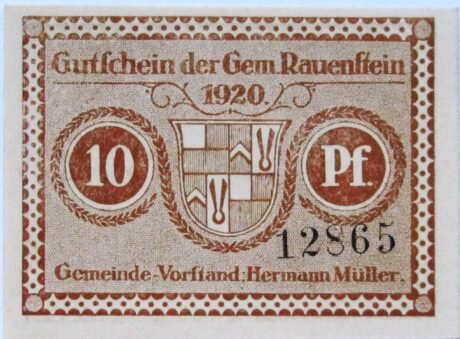 Gutschein der Gem Rauenstein
1920.
10 Pf.
12865
Gemeinde-Vorstand: Hermann Müller.